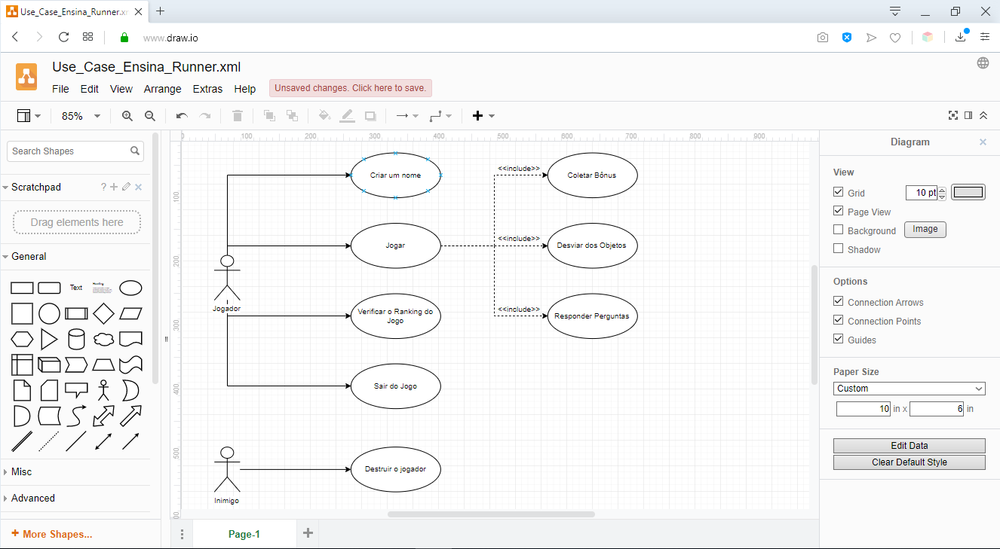 Use_Case_Ensina_Runner.xr
www.draw.io
Use_Case_Ensina_Runner.xml
File Edit View Arrange Extras Help
Unsaved changes. Click here to save.
85%
Search Shapes
Scratchpad
?
Drag elements here
General
Text
Heading
Misc
Advanced
+ More Shapes...
0 100 200 300 400 500 600 700 800 900
100
200
300
400
500
00
Criar um nome
<<include>>
Coletar Bônus
Jogar
<<include>>
Desviar dos Objetos
Jogador
Verificar o Ranking do
Jogo
<<include>>
Responder Perguntas
Sair do Jogo
Destruir o jogador
Inimigo
Page-1
Diagram
View
Grid
10 pt
Page View
Background
Image
Shadow
Options
Connection Arrows
Connection Points
Guides
Paper Size
Custom
10 in x 6 in
Edit Data
Clear Default Style